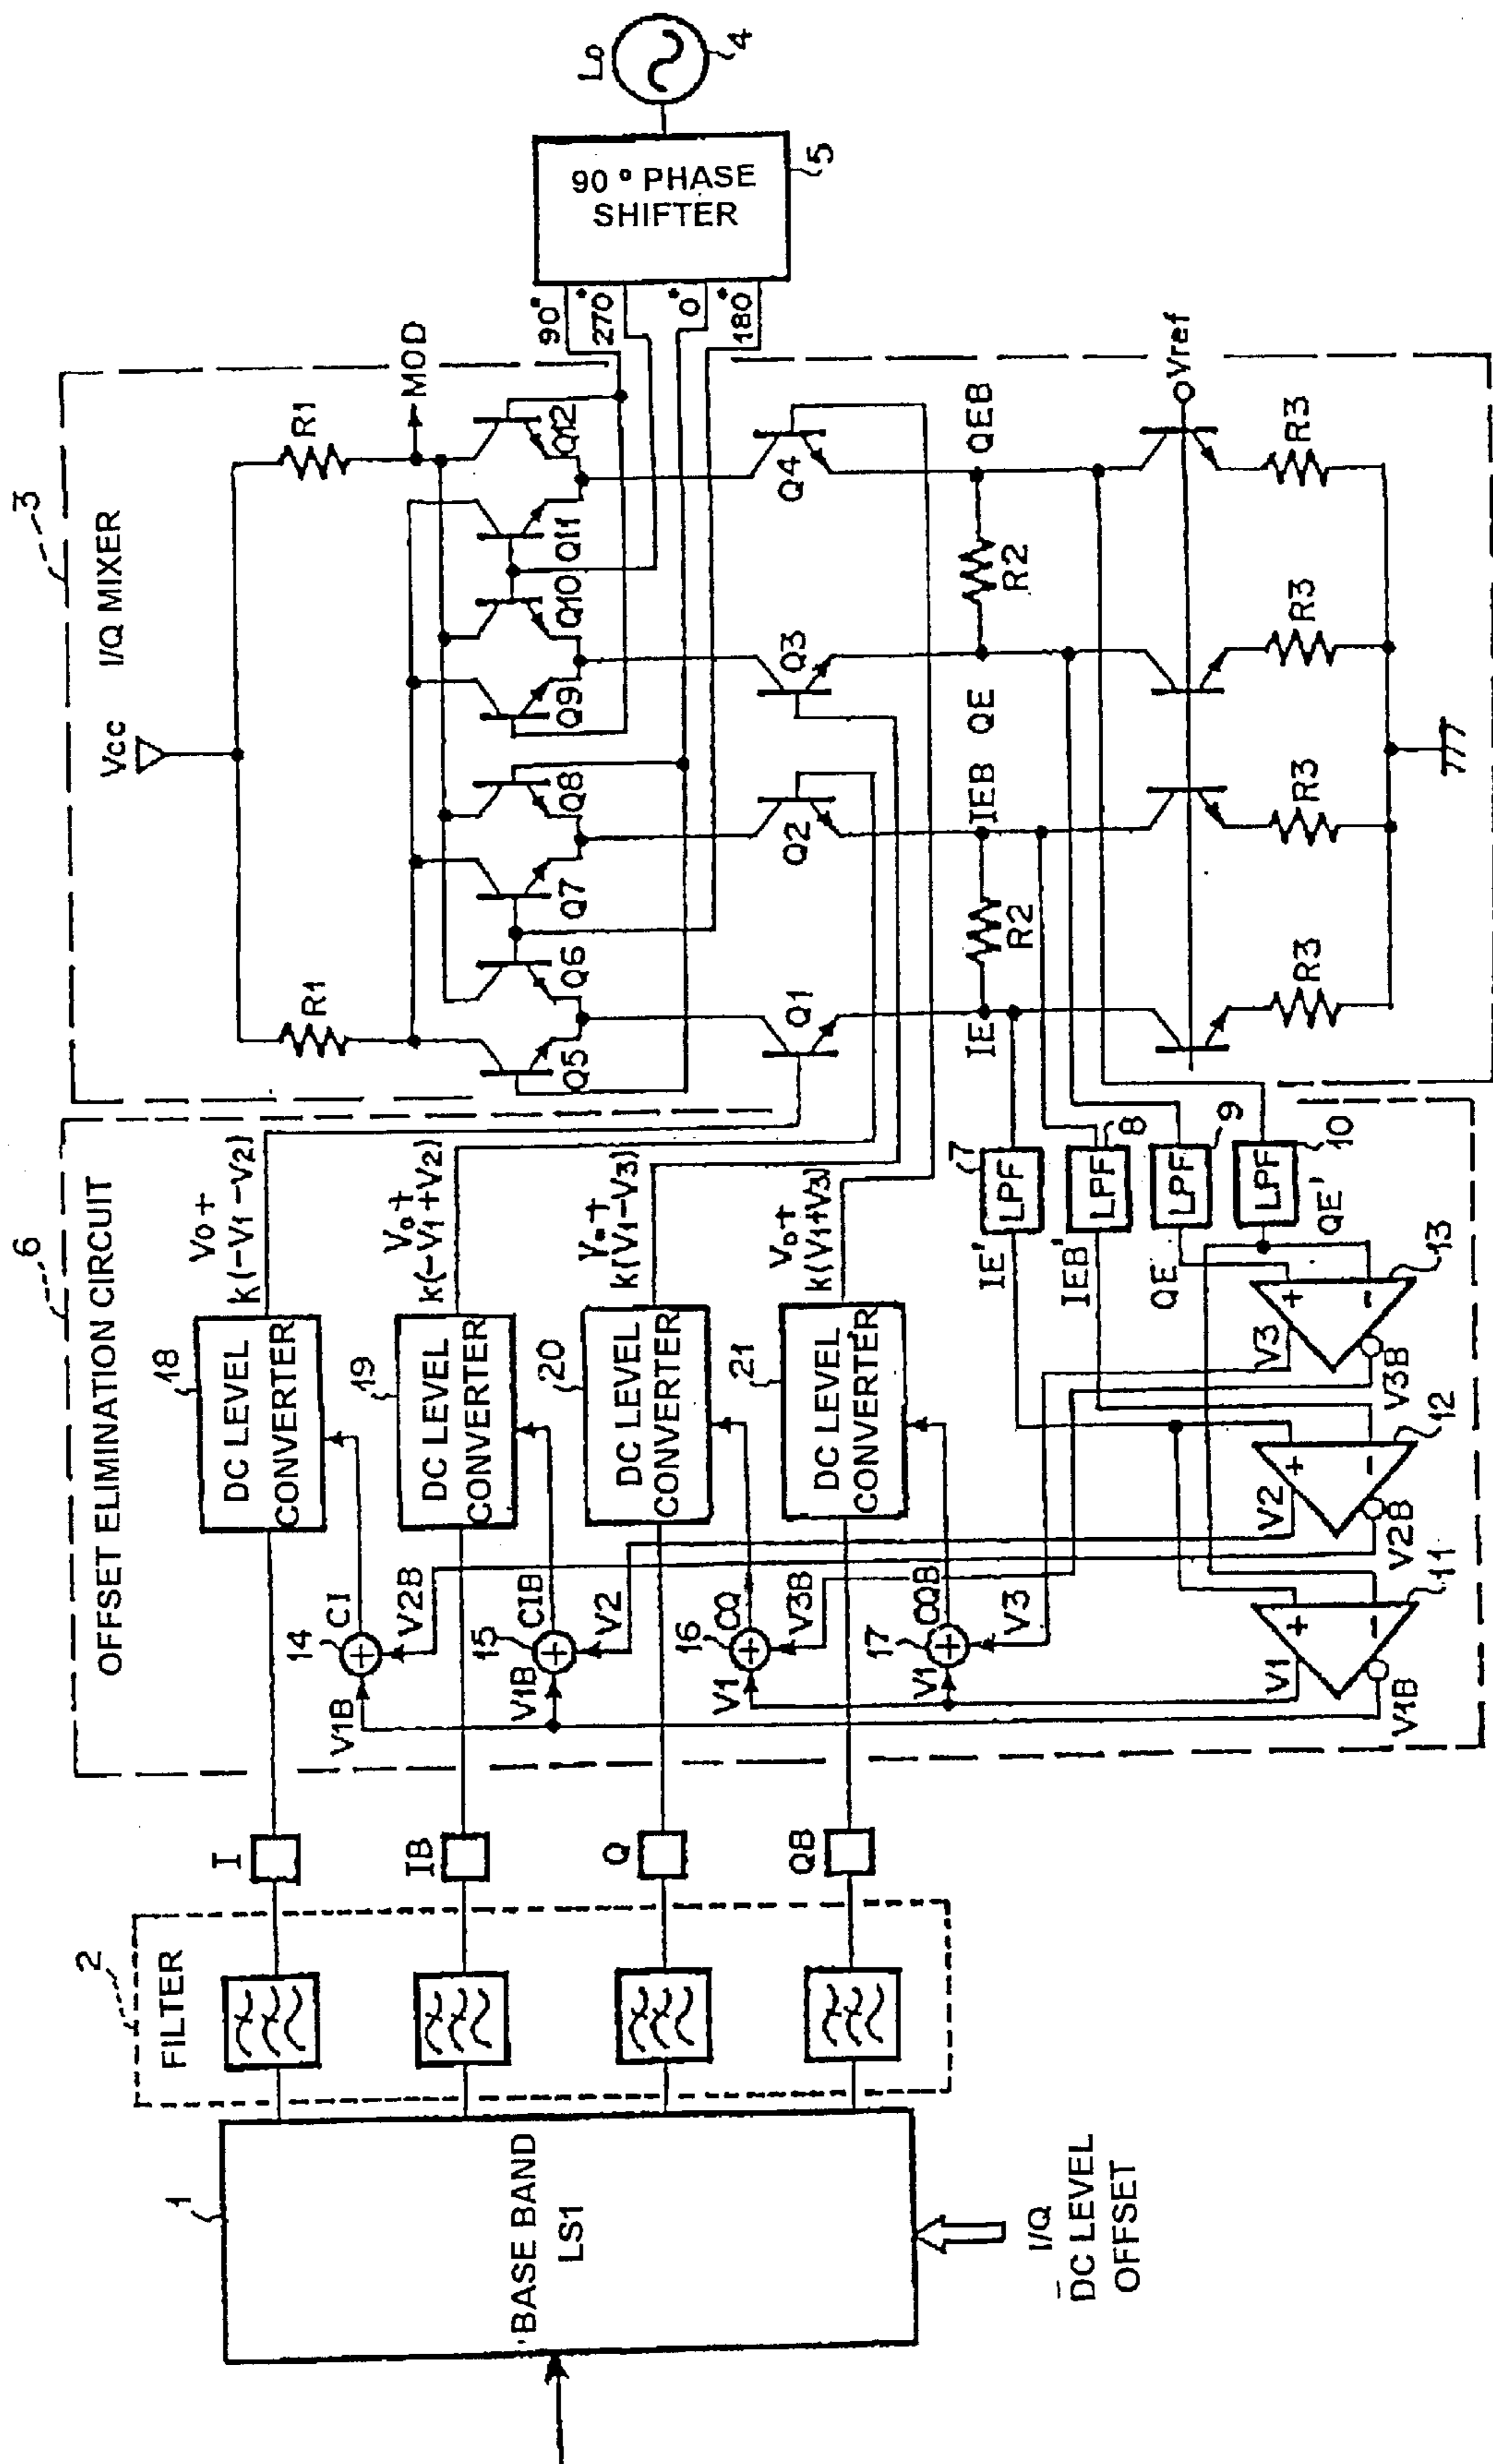 3
I/Q MIXER
Vcc
R1
R1
MOD
Q5
Q6
Q7
Q8
Q9
Q10
Q11
Q12
90°
270°
0°
180°
90° PHASE
SHIFTER
5
Lo
4
Q1
Q2
Q3
Q4
IE
IEB
QE
QEB
R2
R2
Vref
R3
R3
R3
R3
6
OFFSET ELIMINATION CIRCUIT
Vo+
k(-V1-V2)
Vo+
k(-V1+V2)
Vo+
k(V1-V3)
Vo+
k(V1+V3)
18
DC LEVEL
CONVERTER
19
DC LEVEL
CONVERTER
20
DC LEVEL
CONVERTER
21
DC LEVEL
CONVERTER
7
LPF
8
LPF
9
LPF
10
LPF
IE'
IEB'
QE
QE'
14
CI
V1B
V2B
15
CIB
V1B
V2
16
CQ
V1
V3B
17
CQB
V1
V3
+
-
V3
V3B
13
+
-
V2
V2B
12
+
-
V1
V1B
11
I
IB
Q
QB
2
FILTER
1
BASE BAND
LS1
I/Q
DC LEVEL
OFFSET